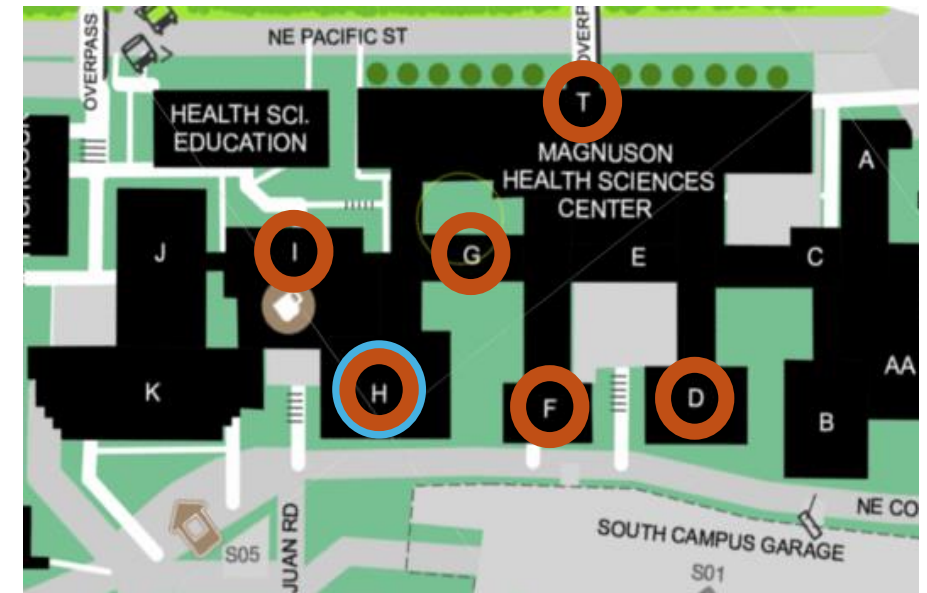 OVERPASS
NE PACIFIC ST
HEALTH SCI.
EDUCATION
T
MAGNUSON
HEALTH SCIENCES
CENTER
A
J
I
G
E
C
K
H
F
D
B
AA
S05
JUAN RD
SOUTH CAMPUS GARAGE
S01
NE CO